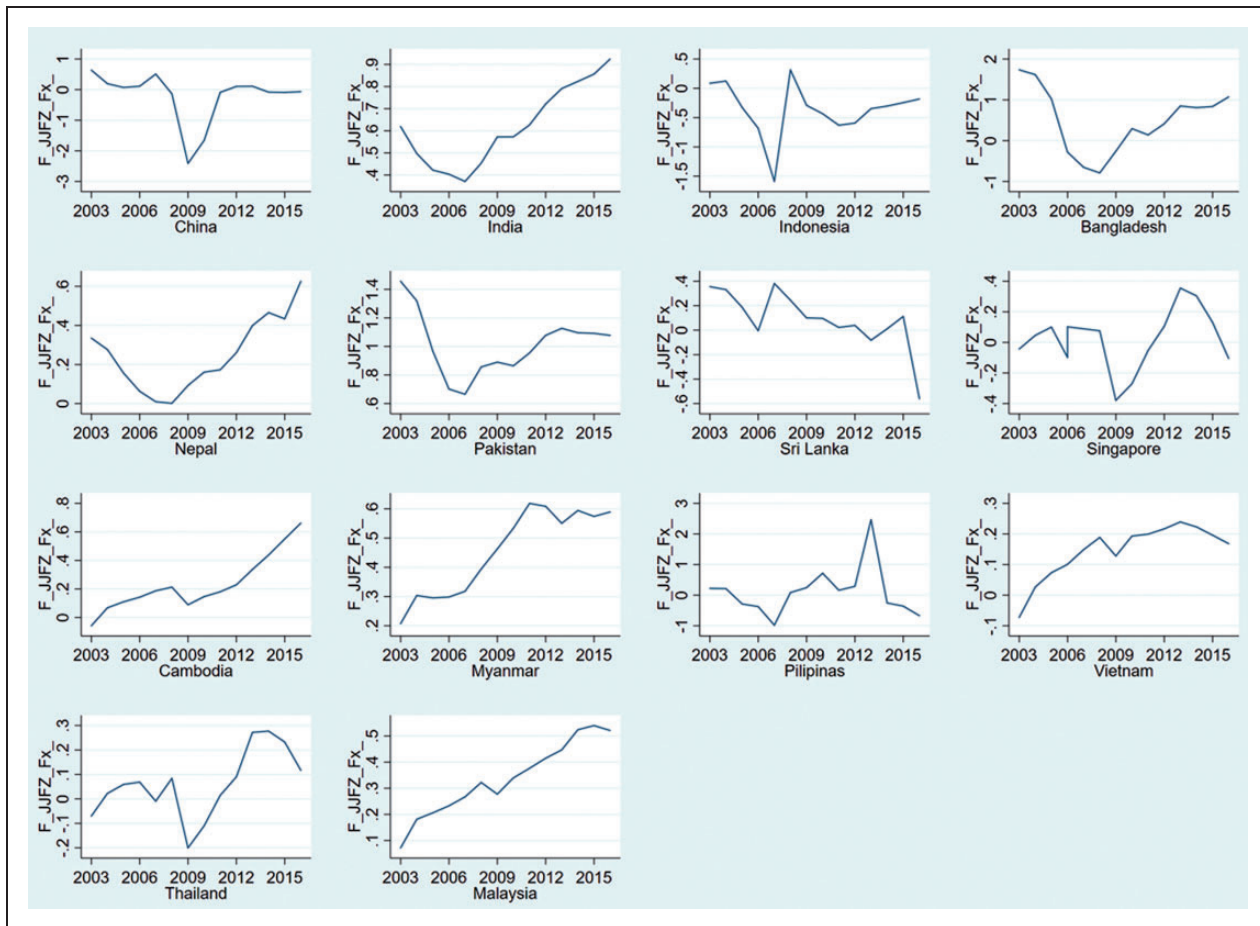 F_JJFZ_Fx_
1
0
-1
-2
-3
2003 2006 2009 2012 2015
China
F_JJFZ_Fx_
.9
.8
.7
.6
.5
.4
2003 2006 2009 2012 2015
India
F_JJFZ_Fx_
.5
0
-.5
-1
-1.5
2003 2006 2009 2012 2015
Indonesia
F_JJFZ_Fx_
2
1
0
-1
2003 2006 2009 2012 2015
Bangladesh
F_JJFZ_Fx_
.6
.4
.2
0
2003 2006 2009 2012 2015
Nepal
F_JJFZ_Fx_
1.4
1.2
1
.8
.6
2003 2006 2009 2012 2015
Pakistan
F_JJFZ_Fx_
.4
.2
0
-.2
-.4
-.6
2003 2006 2009 2012 2015
Sri Lanka
F_JJFZ_Fx_
.4
.2
0
-.2
-.4
2003 2006 2009 2012 2015
Singapore
F_JJFZ_Fx_
.8
.6
.4
.2
0
2003 2006 2009 2012 2015
Cambodia
F_JJFZ_Fx_
.6
.5
.4
.3
.2
2003 2006 2009 2012 2015
Myanmar
F_JJFZ_Fx_
3
2
1
0
-1
2003 2006 2009 2012 2015
Pilipinas
F_JJFZ_Fx_
.3
.2
.1
0
-.1
2003 2006 2009 2012 2015
Vietnam
F_JJFZ_Fx_
.3
.2
.1
0
-.1
-.2
2003 2006 2009 2012 2015
Thailand
F_JJFZ_Fx_
.5
.4
.3
.2
.1
2003 2006 2009 2012 2015
Malaysia